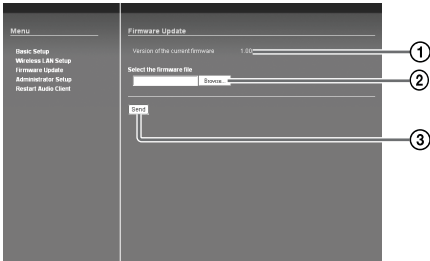 Menu
Basic Setup
Wireless LAN Setup
Firmware Update
Administrator Setup
Restart Audio Client
Firmware Update
Version of the current firmware 1.00
Select the firmware file
Browse...
Send
1
2
3